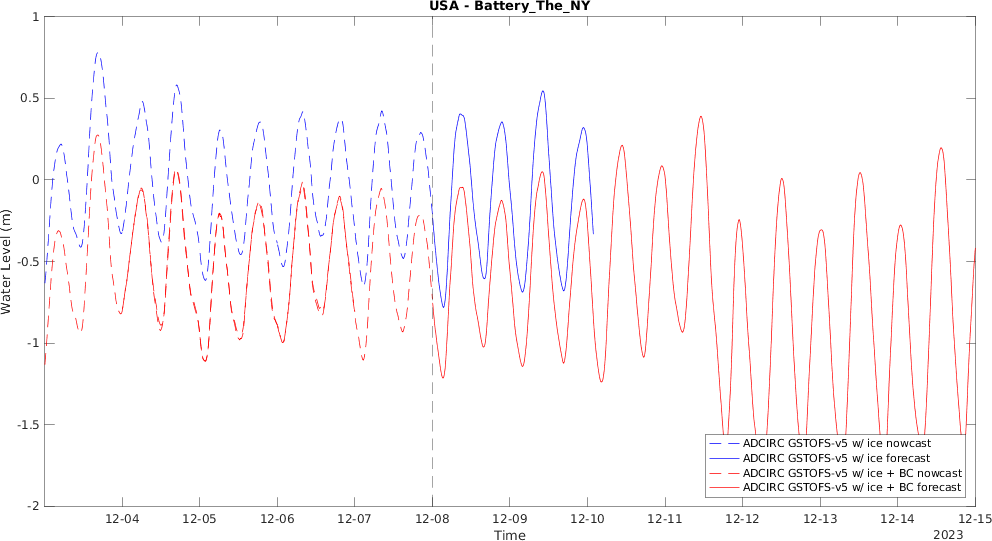 USA - Battery_The_NY
1
0.5
0
-0.5
-1
-1.5
-2
Water Level (m)
ADCIRC GSTOFS-v5 w/ ice nowcast
ADCIRC GSTOFS-v5 w/ ice forecast
ADCIRC GSTOFS-v5 w/ ice + BC nowcast
ADCIRC GSTOFS-v5 w/ ice + BC forecast
12-04 12-05 12-06 12-07 12-08 12-09 12-10 12-11 12-12 12-13 12-14 12-15
Time
2023